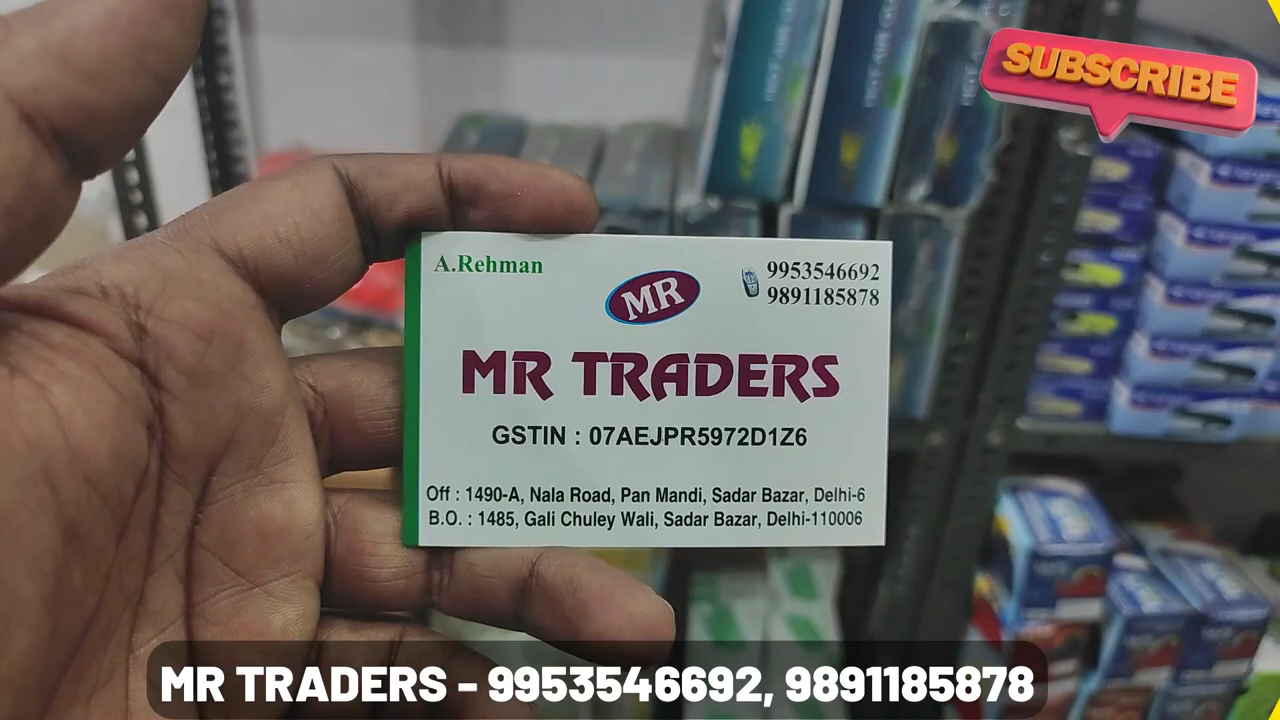 SUBSCRIBE
A.Rehman
MR
9953546692
9891185878
MR TRADERS
GSTIN : 07AEJPR5972D1Z6
Off : 1490-A, Nala Road, Pan Mandi, Sadar Bazar, Delhi-6
B.O. : 1485, Gali Chuley Wali, Sadar Bazar, Delhi-110006
MR TRADERS - 9953546692, 9891185878